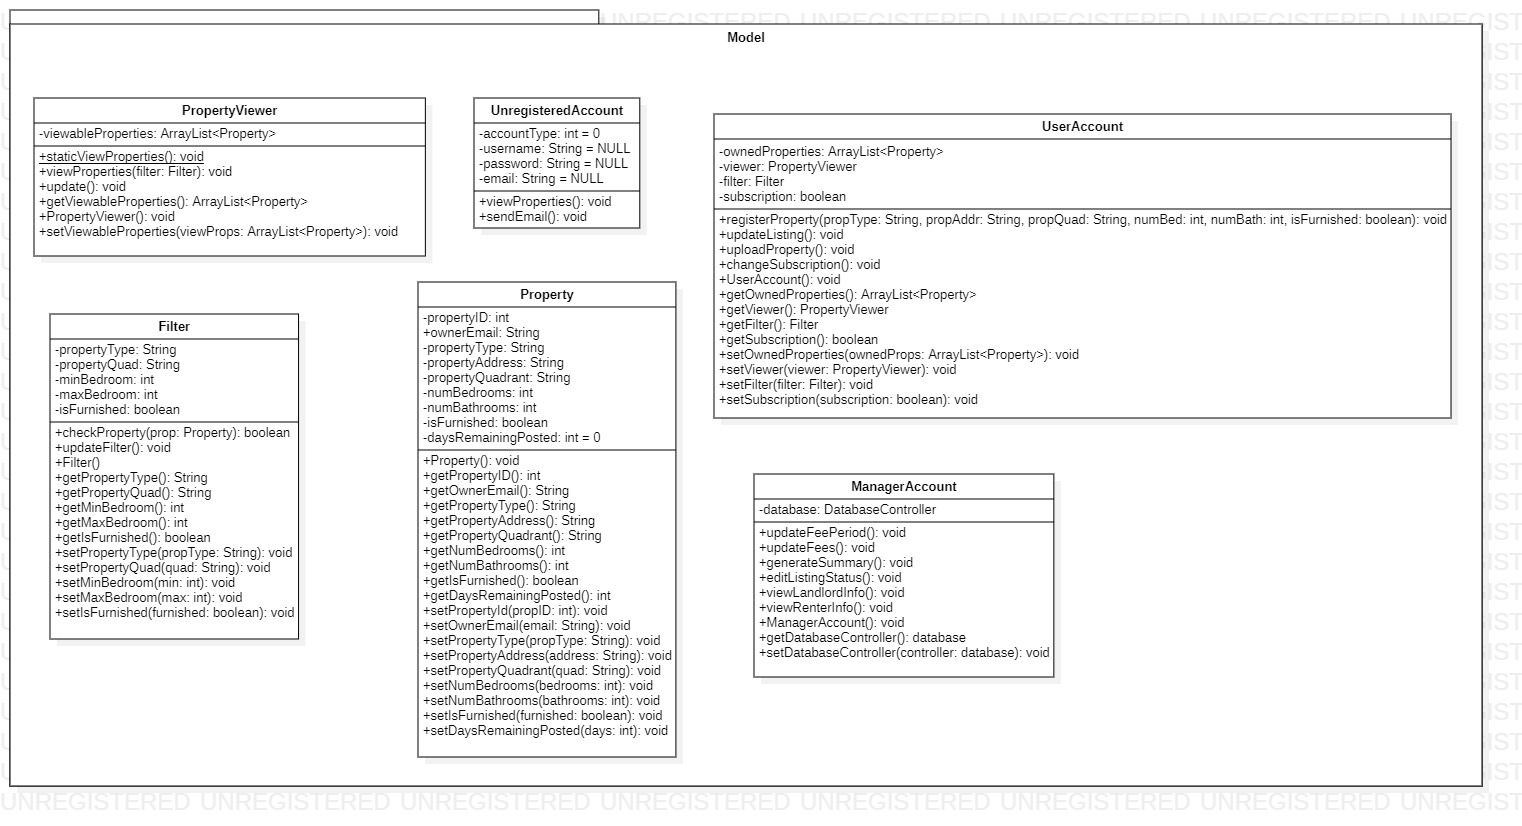 Model
PropertyViewer
-viewableProperties: ArrayList<Property>
+staticViewProperties(): void
+viewProperties(filter: Filter): void
+update(): void
+getViewableProperties(): ArrayList<Property>
+PropertyViewer(): void
+setViewableProperties(viewProps: ArrayList<Property>): void
UnregisteredAccount
-accountType: int = 0
-username: String = NULL
-password: String = NULL
-email: String = NULL
+viewProperties(): void
+sendEmail(): void
UserAccount
-ownedProperties: ArrayList<Property>
-viewer: PropertyViewer
-filter: Filter
-subscription: boolean
+registerProperty(propType: String, propAddr: String, propQuad: String, numBed: int, numBath: int, isFurnished: boolean): void
+updateListing(): void
+uploadProperty(): void
+changeSubscription(): void
+UserAccount(): void
+getOwnedProperties(): ArrayList<Property>
+getViewer(): PropertyViewer
+getFilter(): Filter
+getSubscription(): boolean
+setOwnedProperties(ownedProps: ArrayList<Property>): void
+setViewer(viewer: PropertyViewer): void
+setFilter(filter: Filter): void
+setSubscription(subscription: boolean): void
Filter
-propertyType: String
-propertyQuad: String
-minBedroom: int
-maxBedroom: int
-isFurnished: boolean
+checkProperty(prop: Property): boolean
+updateFilter(): void
+Filter()
+getPropertyType(): String
+getPropertyQuad(): String
+getMinBedroom(): int
+getMaxBedroom(): int
+getIsFurnished(): boolean
+setPropertyType(propType: String): void
+setPropertyQuad(quad: String): void
+setMinBedroom(min: int): void
+setMaxBedroom(max: int): void
+setIsFurnished(furnished: boolean): void
Property
-propertyID: int
+ownerEmail: String
-propertyType: String
-propertyAddress: String
-propertyQuadrant: String
-numBedrooms: int
-numBathrooms: int
-isFurnished: boolean
-daysRemainingPosted: int = 0
+Property(): void
+getPropertyID(): int
+getOwnerEmail(): String
+getPropertyType(): String
+getPropertyAddress(): String
+getPropertyQuadrant(): String
+getNumBedrooms(): int
+getNumBathrooms(): int
+getIsFurnished(): boolean
+getDaysRemainingPosted(): int
+setPropertyId(propID: int): void
+setOwnerEmail(email: String): void
+setPropertyType(propType: String): void
+setPropertyAddress(address: String): void
+setPropertyQuadrant(quad: String): void
+setNumBedrooms(bedrooms: int): void
+setNumBathrooms(bathrooms: int): void
+setIsFurnished(furnished: boolean): void
+setDaysRemainingPosted(days: int): void
ManagerAccount
-database: DatabaseController
+updateFeePeriod(): void
+updateFees(): void
+generateSummary(): void
+editListingStatus(): void
+viewLandlordInfo(): void
+viewRenterInfo(): void
+ManagerAccount(): void
+getDatabaseController(): database
+setDatabaseController(controller: database): void
UNREGISTERED UNREGISTERED UNREGISTERED UNREGISTERED UNREGISTERED UNREGISTERED UNREGISTERED UNREGIST